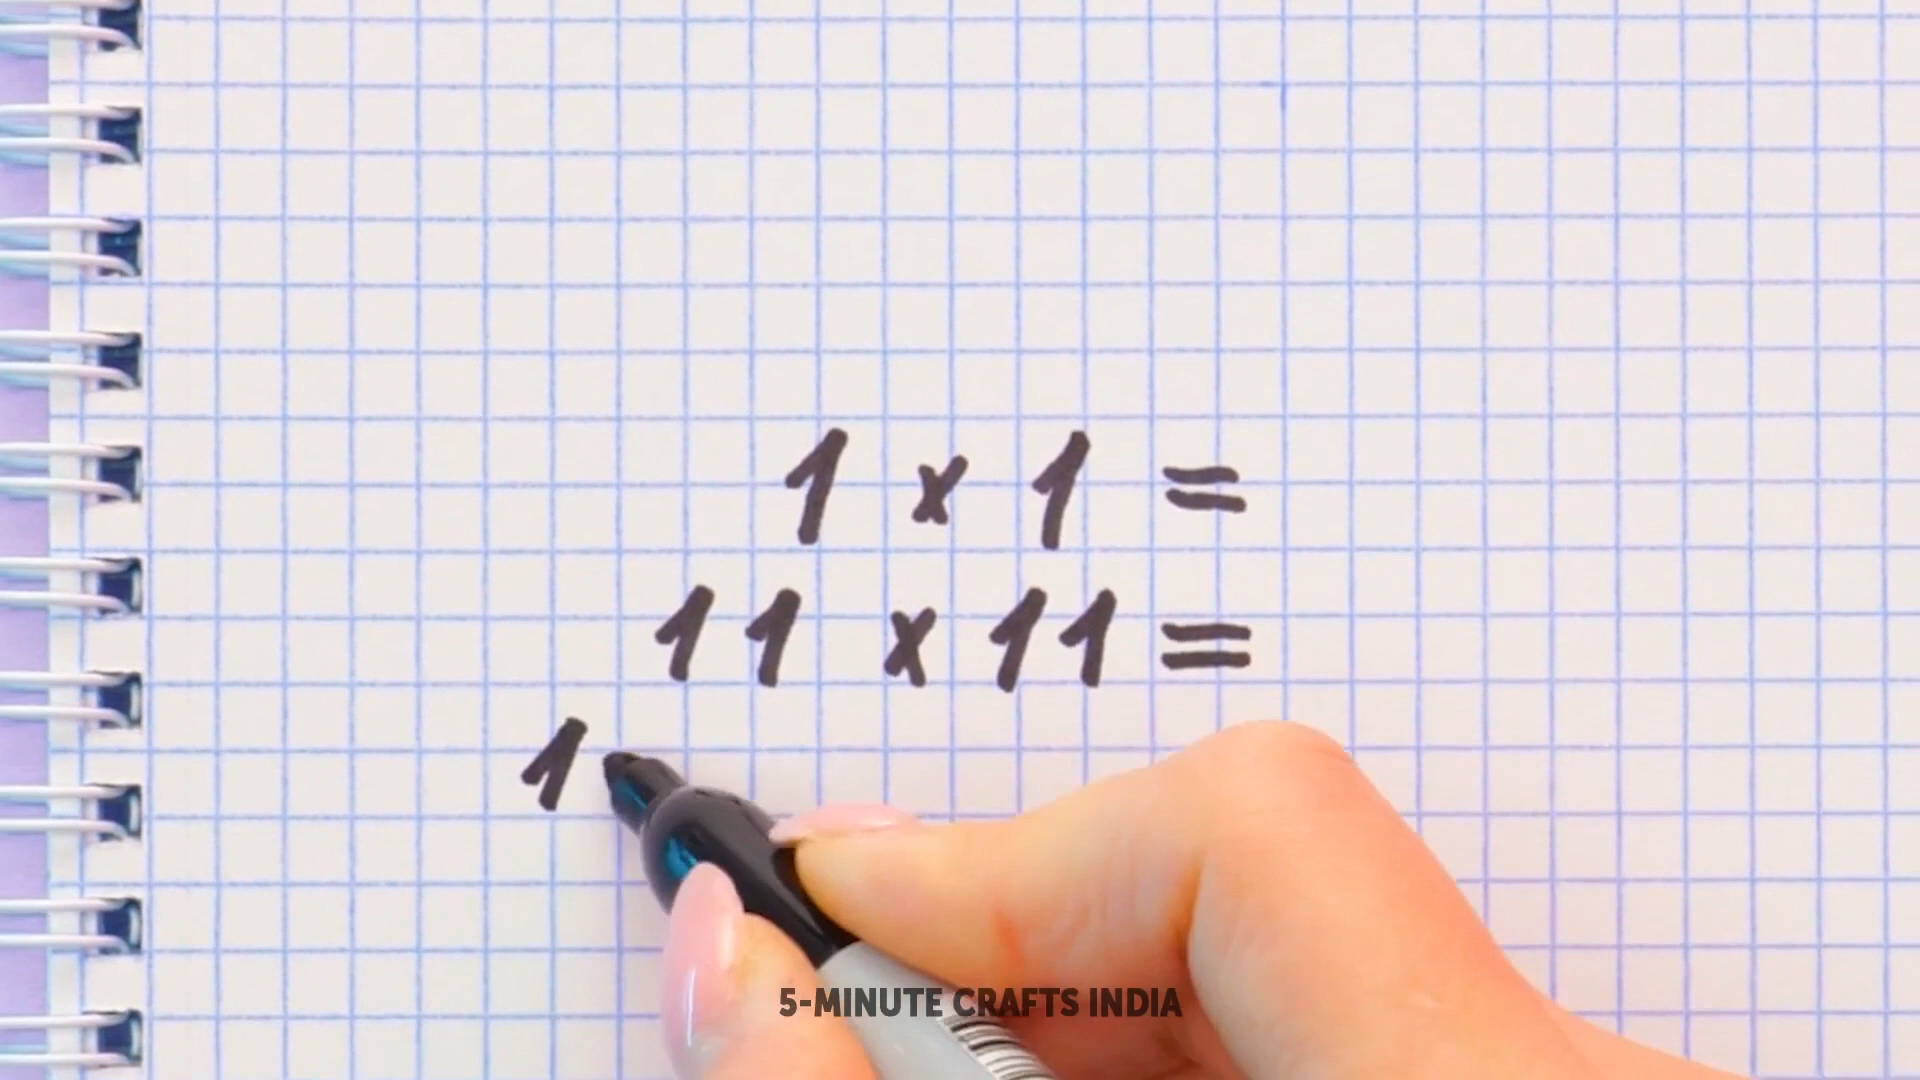 1 x 1 =
11 x 11 =
1
5-MINUTE CRAFTS INDIA